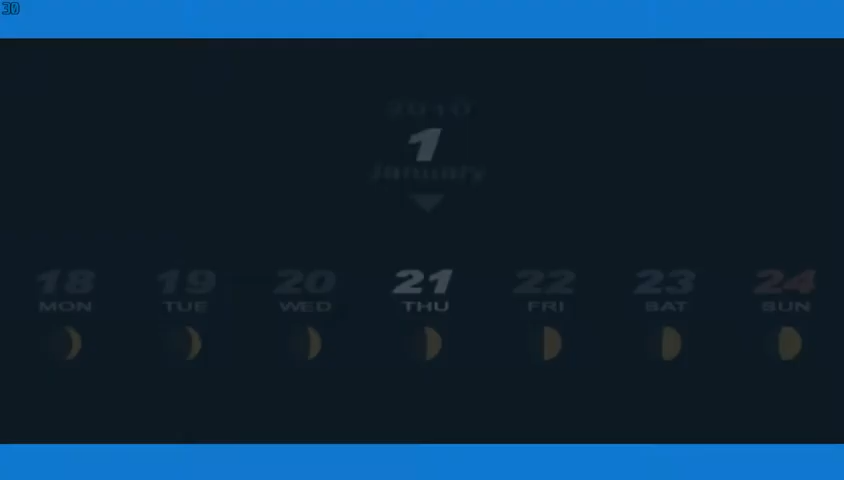 30
2010
1
January
18 19 20 21 22 23 24
MON TUE WED THU FRI SAT SUN